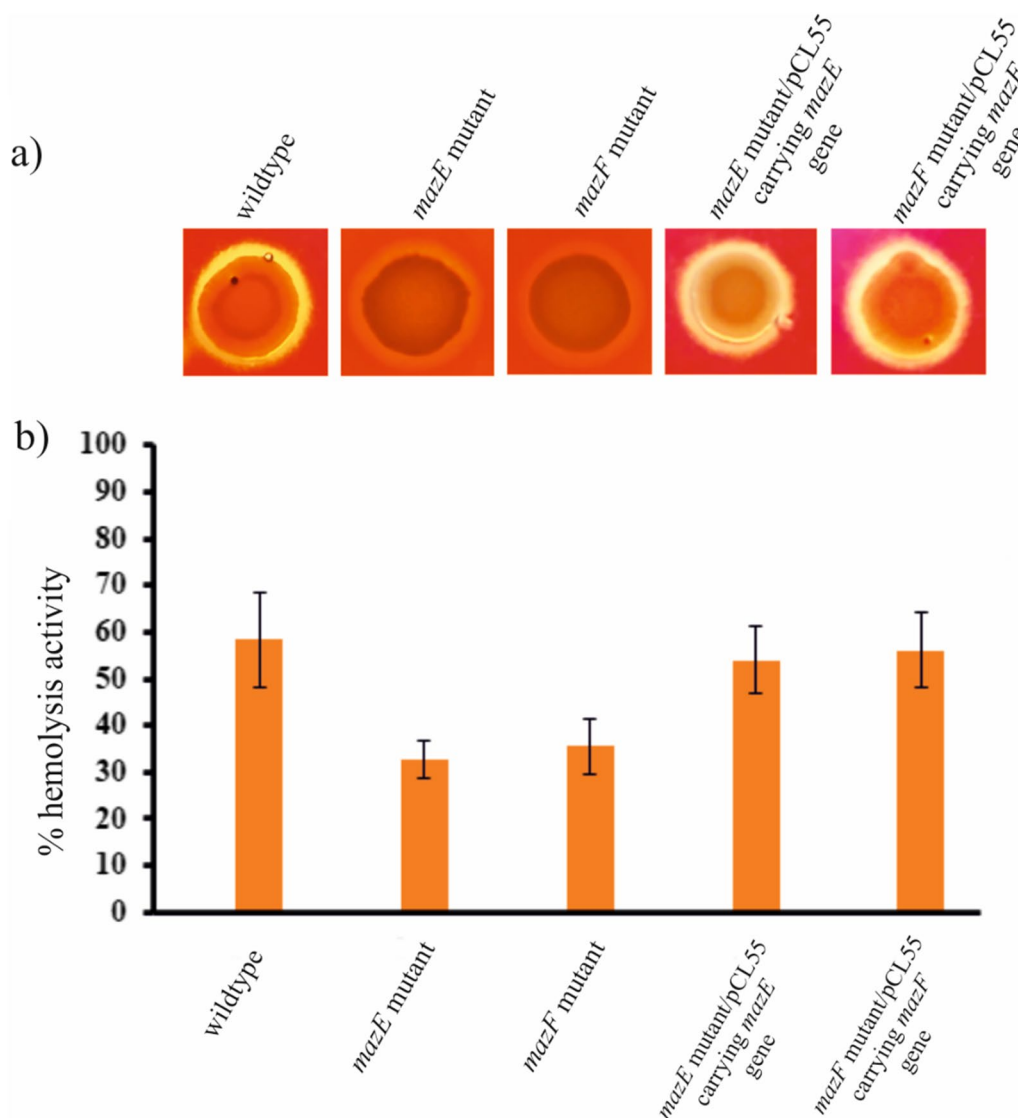 a)
wildtype
mazE mutant
mazF mutant
mazE mutant/pCL55
carrying mazE
gene
mazF mutant/pCL55
carrying mazF
gene
b)
% hemolysis activity
100
90
80
70
60
50
40
30
20
10
0
wildtype
mazE mutant
mazF mutant
mazE mutant/pCL55
carrying mazE
gene
mazF mutant/pCL55
carrying mazF
gene